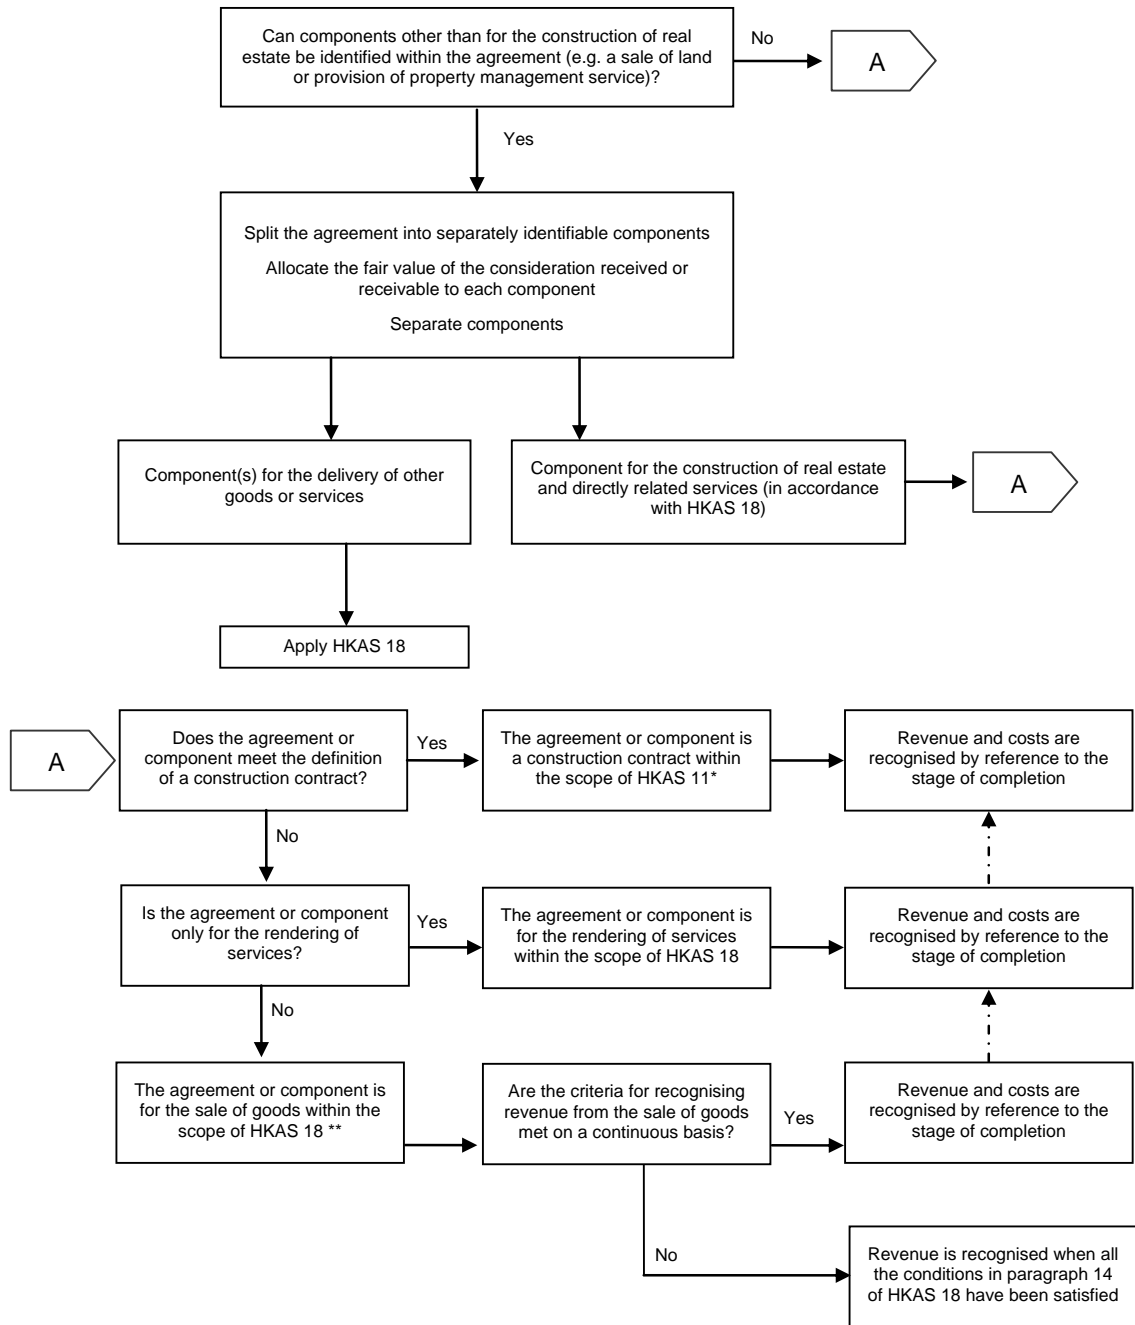 Can components other than for the construction of real
estate be identified within the agreement (e.g. a sale of land
or provision of property management service)?
No
A
Yes
Split the agreement into separately identifiable components
Allocate the fair value of the consideration received or
receivable to each component
Separate components
Component(s) for the delivery of other
goods or services
Component for the construction of real estate
and directly related services (in accordance
with HKAS 18)
A
Apply HKAS 18
A
Does the agreement or
component meet the definition
of a construction contract?
Yes
The agreement or component is
a construction contract within
the scope of HKAS 11*
Revenue and costs are
recognised by reference to the
stage of completion
No
Is the agreement or component
only for the rendering of
services?
Yes
The agreement or component is
for the rendering of services
within the scope of HKAS 18
Revenue and costs are
recognised by reference to the
stage of completion
No
The agreement or component is
for the sale of goods within the
scope of HKAS 18 **
Are the criteria for recognising
revenue from the sale of goods
met on a continuous basis?
Yes
Revenue and costs are
recognised by reference to the
stage of completion
No
Revenue is recognised when all
the conditions in paragraph 14
of HKAS 18 have been satisfied